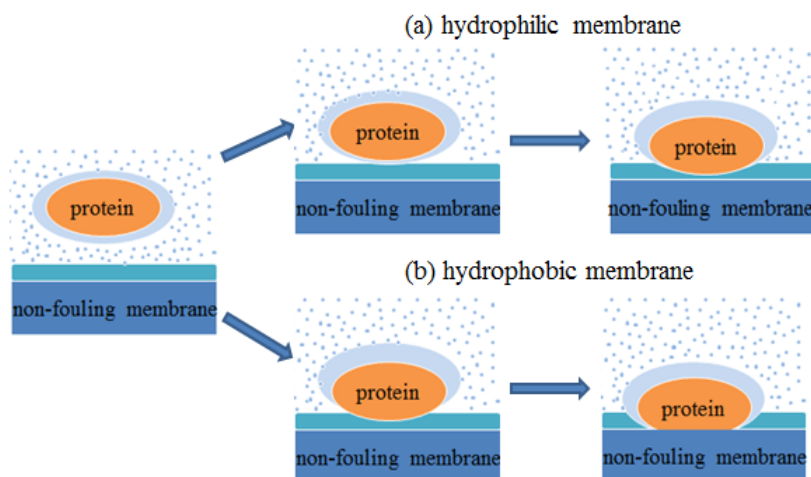 (a) hydrophilic membrane
protein
non-fouling membrane
protein
non-fouling membrane
protein
non-fouling membrane
(b) hydrophobic membrane
protein
non-fouling membrane
protein
non-fouling membrane